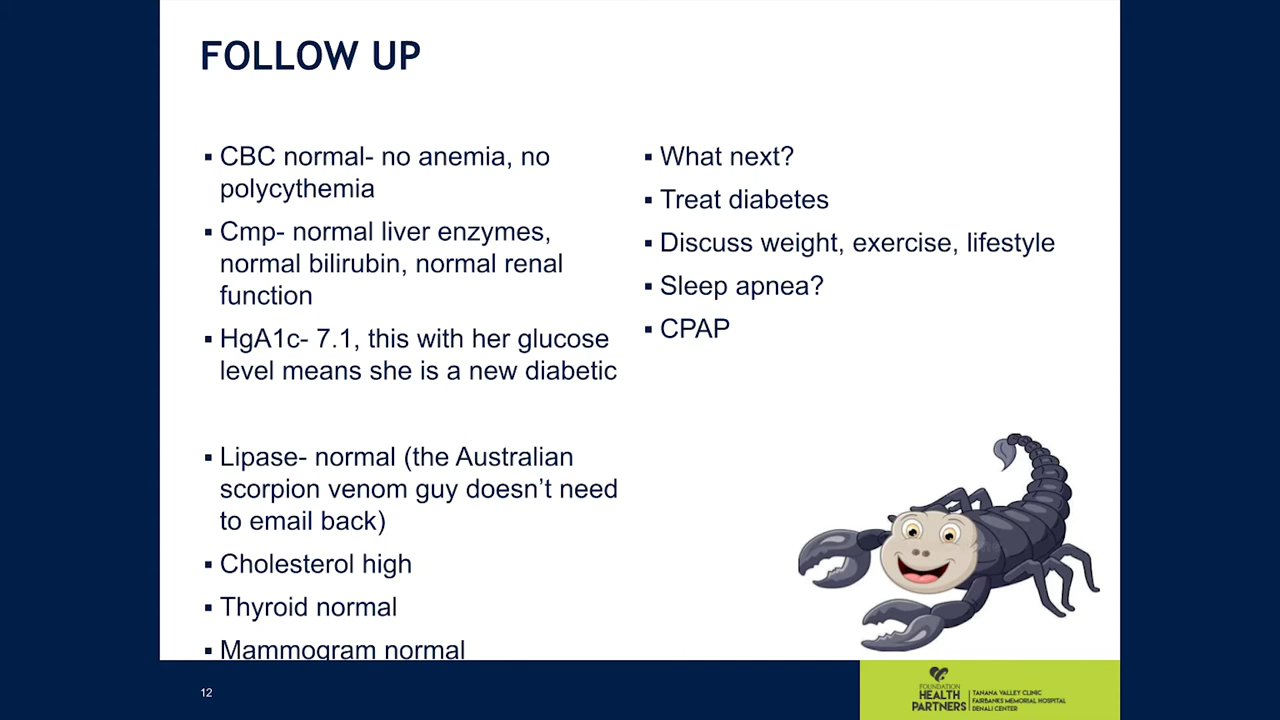 FOLLOW UP
▪ CBC normal- no anemia, no
polycythemia
▪ Cmp- normal liver enzymes,
normal bilirubin, normal renal
function
▪ HgA1c- 7.1, this with her glucose
level means she is a new diabetic
▪ Lipase- normal (the Australian
scorpion venom guy doesn’t need
to email back)
▪ Cholesterol high
▪ Thyroid normal
▪ Mammogram normal
▪ What next?
▪ Treat diabetes
▪ Discuss weight, exercise, lifestyle
▪ Sleep apnea?
▪ CPAP
12
FOUNDATION
HEALTH
PARTNERS
TANANA VALLEY CLINIC
FAIRBANKS MEMORIAL HOSPITAL
DENALI CENTER